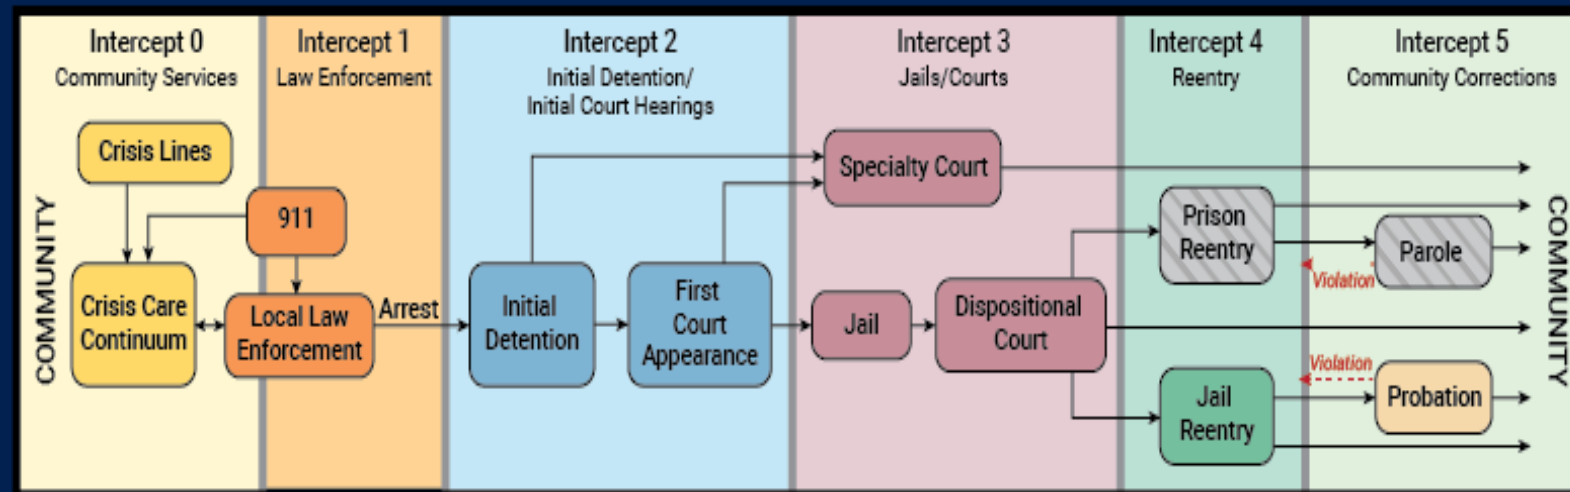 Intercept 0
Community Services
Intercept 1
Law Enforcement
Intercept 2
Initial Detention/
Initial Court Hearings
Intercept 3
Jails/Courts
Intercept 4
Reentry
Intercept 5
Community Corrections
COMMUNITY
Crisis Lines
911
Crisis Care
Continuum
Local Law
Enforcement
Arrest
Initial
Detention
First
Court
Appearance
Specialty Court
Jail
Dispositional
Court
Prison
Reentry
Parole
Violation
Jail
Reentry
Violation
Probation
COMMUNITY